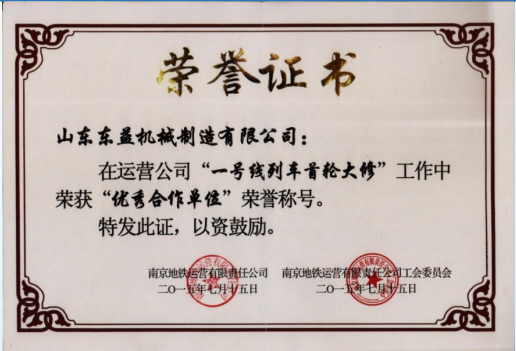 荣誉证书
山东东益机械制造有限公司：
在运营公司“一号线列车首轮大修”工作中
荣获“优秀合作单位”荣誉称号。
特发此证，以资鼓励。
南京地铁运营有限责任公司 南京地铁运营有限责任公司工会委员会
二〇一五年七月十五日 二〇一五年七月十五日